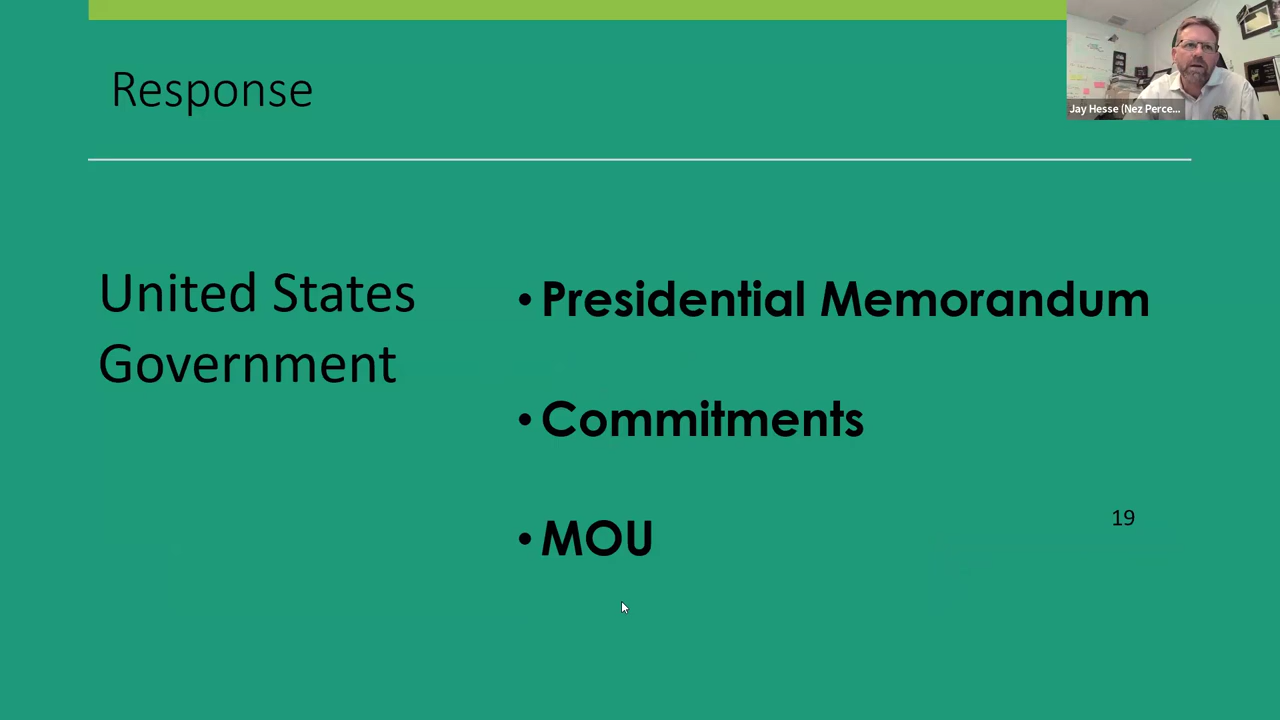 Response
Jay Hesse (Nez Perce...
United States
Government
• Presidential Memorandum
• Commitments
• MOU
19